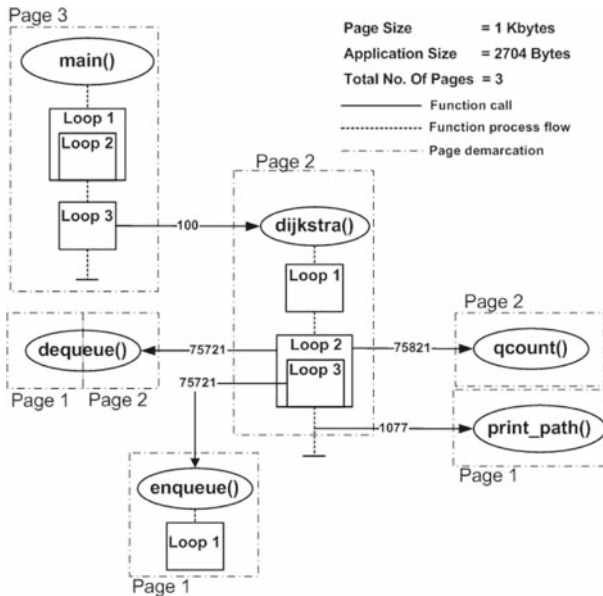 Page 3
main()
Loop 1
Loop 2
Loop 3
Page Size = 1 Kbytes
Application Size = 2704 Bytes
Total No. Of Pages = 3
Function call
Function process flow
Page demarcation
Page 2
100
dijkstra()
Loop 1
Loop 2
Loop 3
Page 2
dequeue()
75721
75821
qcount()
Page 1
Page 2
75721
1077
print_path()
Page 1
enqueue()
Loop 1
Page 1